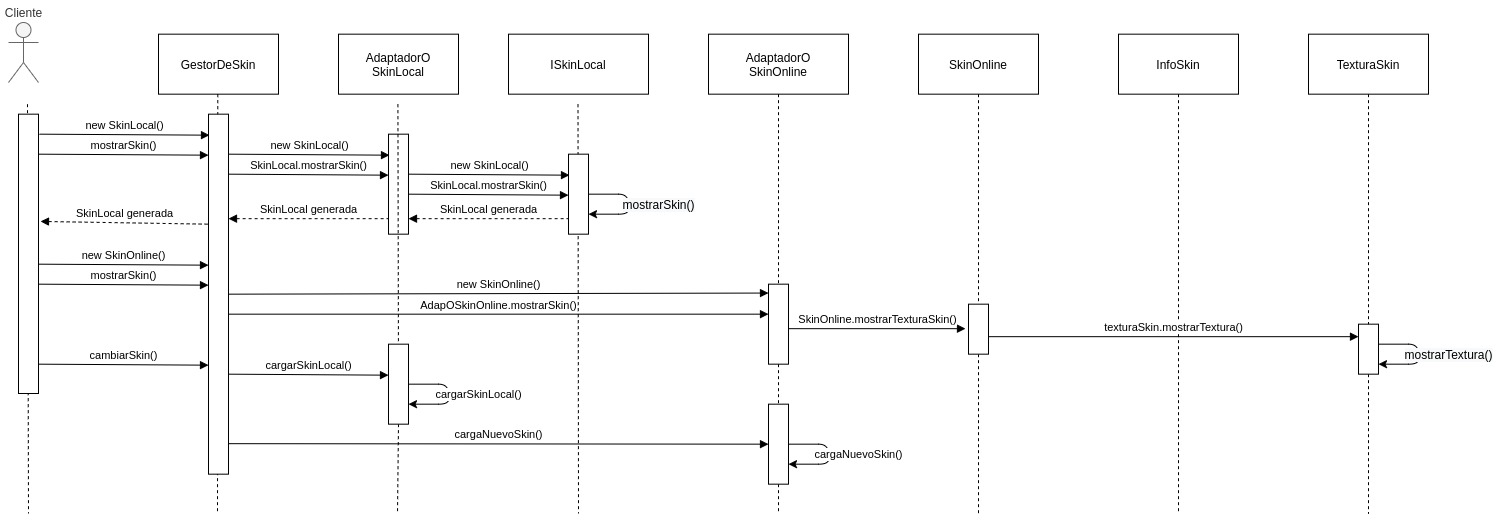 Cliente
GestorDeSkin
AdaptadorO
SkinLocal
ISkinLocal
AdaptadorO
SkinOnline
SkinOnline
InfoSkin
TexturaSkin
new SkinLocal()
mostrarSkin()
new SkinLocal()
SkinLocal.mostrarSkin()
new SkinLocal()
SkinLocal.mostrarSkin()
mostrarSkin()
SkinLocal generada
SkinLocal generada
SkinLocal generada
new SkinOnline()
mostrarSkin()
new SkinOnline()
AdapOSkinOnline.mostrarSkin()
SkinOnline.mostrarTexturaSkin()
texturaSkin.mostrarTextura()
mostrarTextura()
cambiarSkin()
cargarSkinLocal()
cargarSkinLocal()
cargaNuevoSkin()
cargaNuevoSkin()